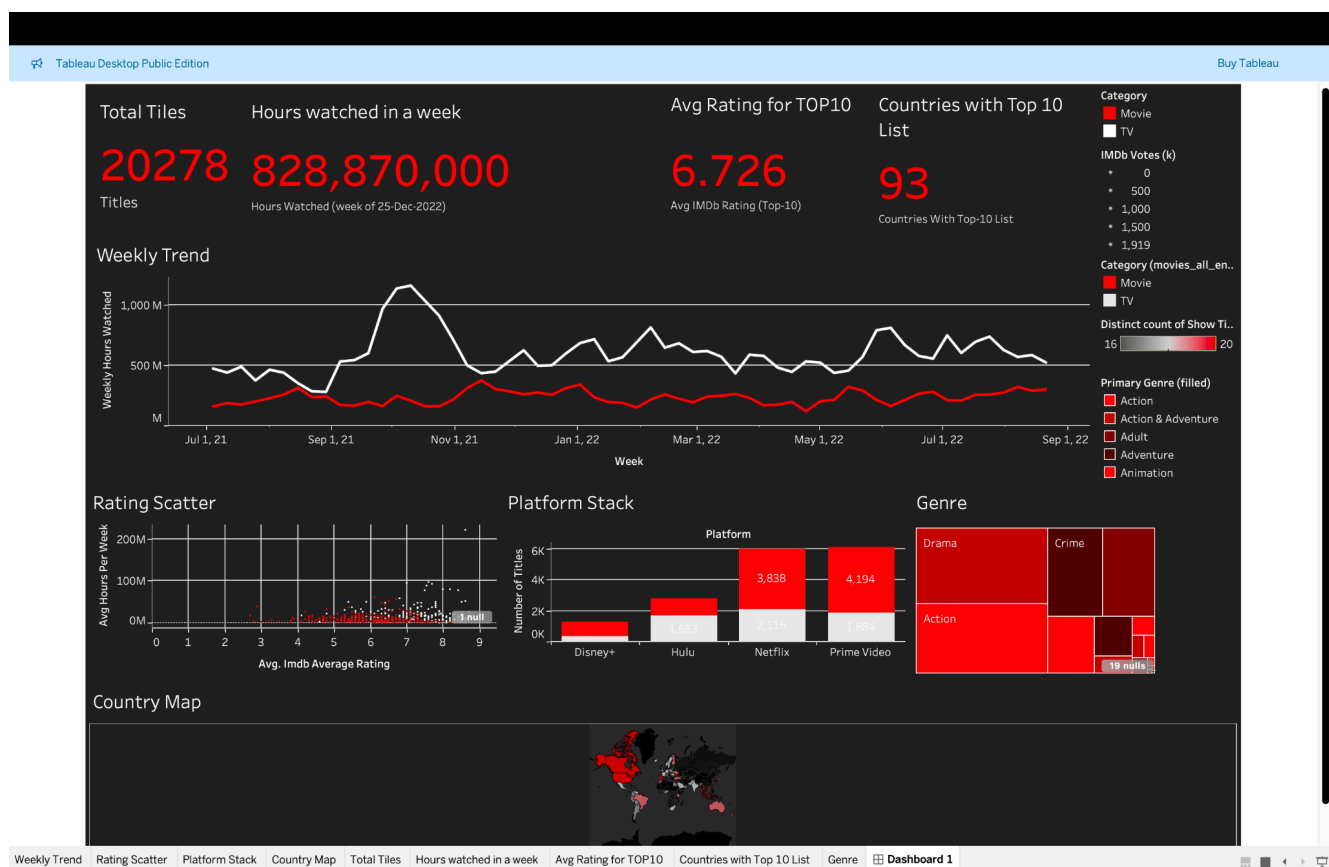 Tableau Desktop Public Edition
Buy Tableau
Total Tiles
20278
Titles
Hours watched in a week
828,870,000
Hours Watched (week of 25-Dec-2022)
Avg Rating for TOP10
6.726
Avg IMDb Rating (Top-10)
Countries with Top 10
List
93
Countries With Top-10 List
Category
Movie
TV
IMDb Votes (k)
0
500
1,000
1,500
1,919
Category (movies_all_en..
Movie
TV
Distinct count of Show Ti..
16 20
Primary Genre (filled)
Action
Action & Adventure
Adult
Adventure
Animation
Weekly Trend
Weekly Hours Watched
1,000 M
500 M
M
Jul 1, 21 Sep 1, 21 Nov 1, 21 Jan 1, 22 Mar 1, 22 May 1, 22 Jul 1, 22 Sep 1, 22
Week
Rating Scatter
Avg Hours Per Week
200M
100M
0M
1 null
0 1 2 3 4 5 6 7 8 9
Avg. Imdb Average Rating
Platform Stack
Platform
Number of Titles
6K
4K
2K
0K
3,838 4,194
1,683 2,116 1,884
Disney+ Hulu Netflix Prime Video
Genre
Drama
Crime
Action
19 nulls
Country Map
Weekly Trend Rating Scatter Platform Stack Country Map Total Tiles Hours watched in a week Avg Rating for TOP10 Countries with Top 10 List Genre Dashboard 1